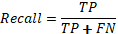 Recall = TP / (TP + FN)